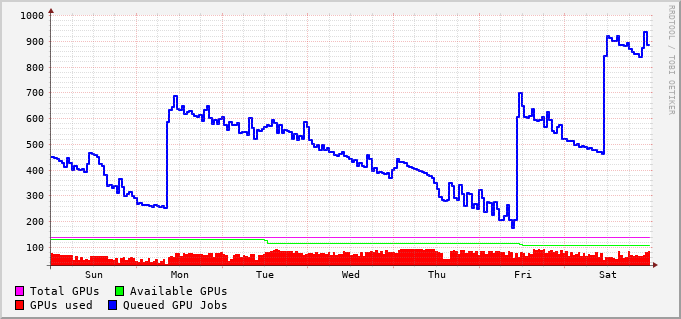 1000
900
800
700
600
500
400
300
200
100
Sun Mon Tue Wed Thu Fri Sat
Total GPUs Available GPUs
GPUs used Queued GPU Jobs
RRDTOOL / TOBI OETIKER